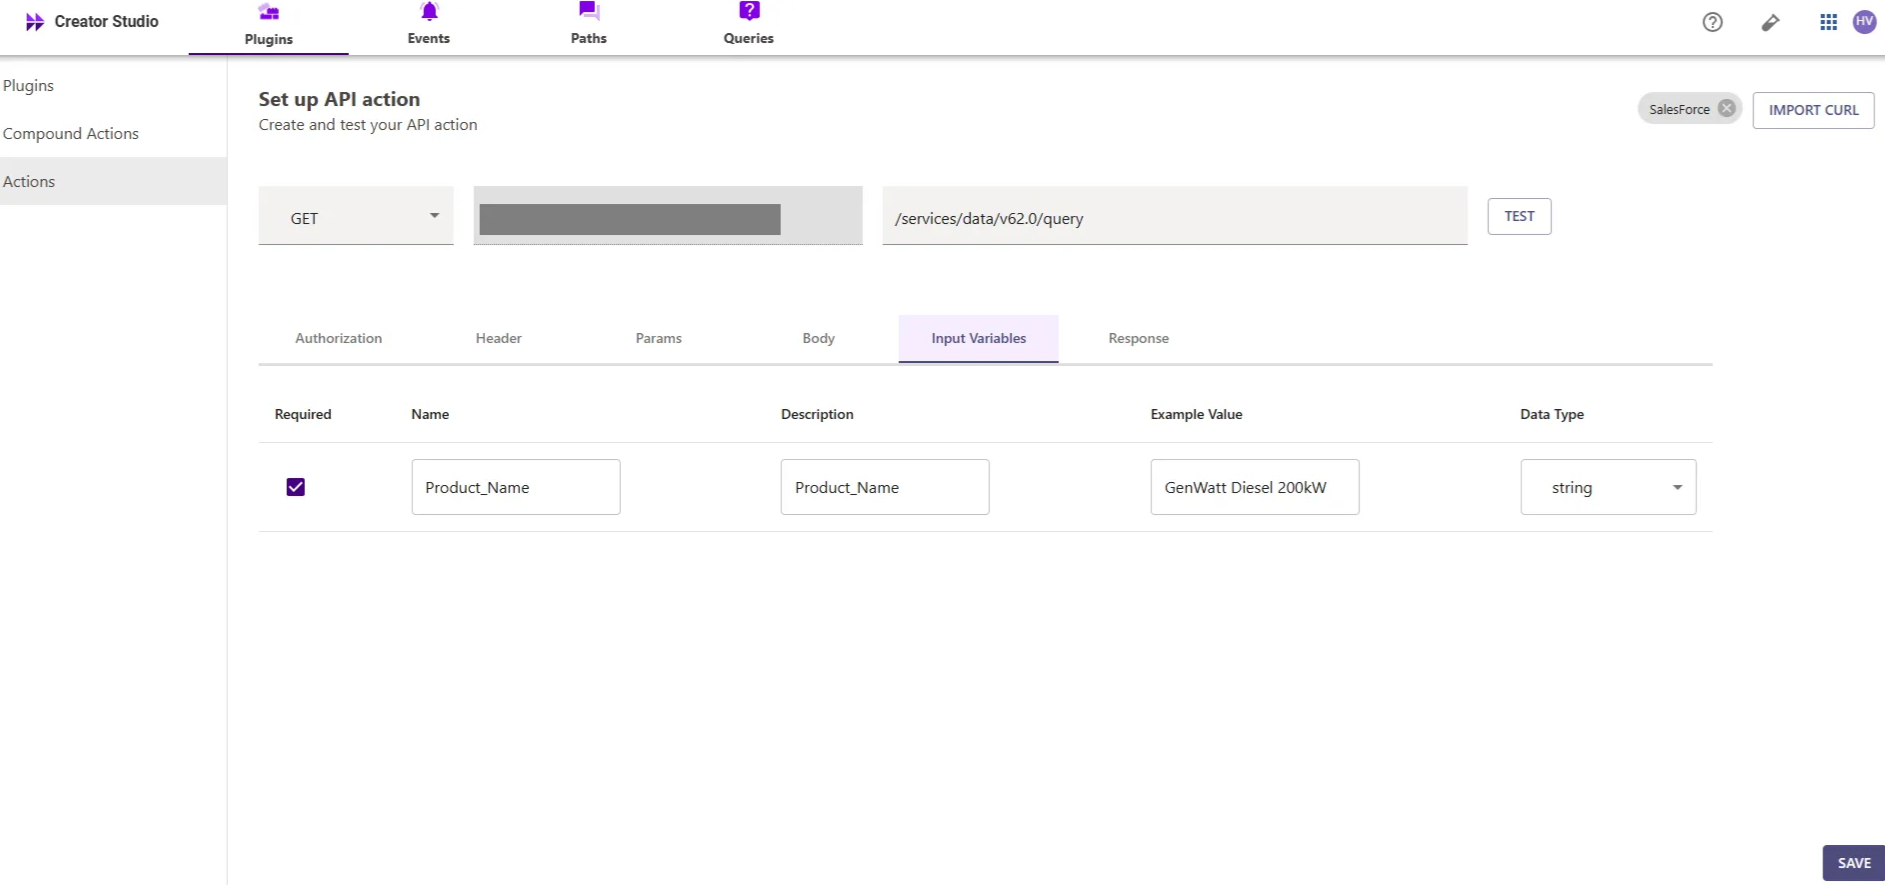 Creator Studio
Plugins
Events
Paths
Queries
HV
Plugins
Compound Actions
Actions
Set up API action
Create and test your API action
SalesForce
IMPORT CURL
GET
/services/data/v62.0/query
TEST
Authorization
Header
Params
Body
Input Variables
Response
Required
Name
Description
Example Value
Data Type
Product_Name
Product_Name
GenWatt Diesel 200kW
string
SAVE